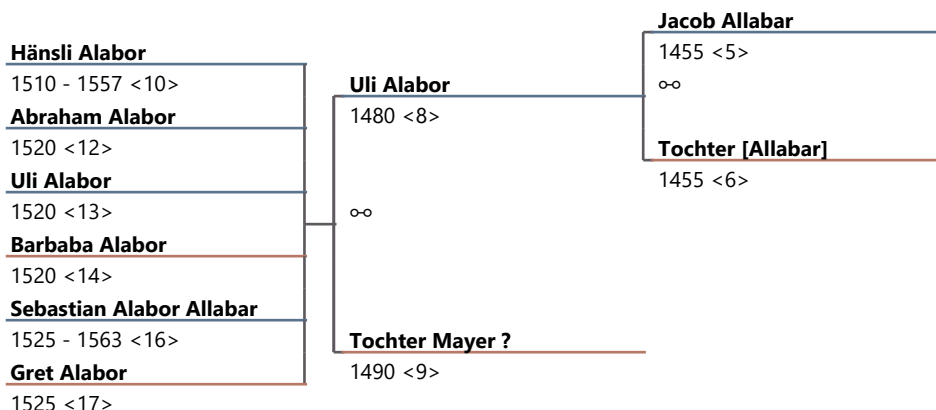 Hänsli Alabor
1510 - 1557 <10>
Abraham Alabor
1520 <12>
Uli Alabor
1520 <13>
Barbaba Alabor
1520 <14>
Sebastian Alabor Allabar
1525 - 1563 <16>
Gret Alabor
1525 <17>
Uli Alabor
1480 <8>
Tochter Mayer ?
1490 <9>
Jacob Allabar
1455 <5>
Tochter [Allabar]
1455 <6>